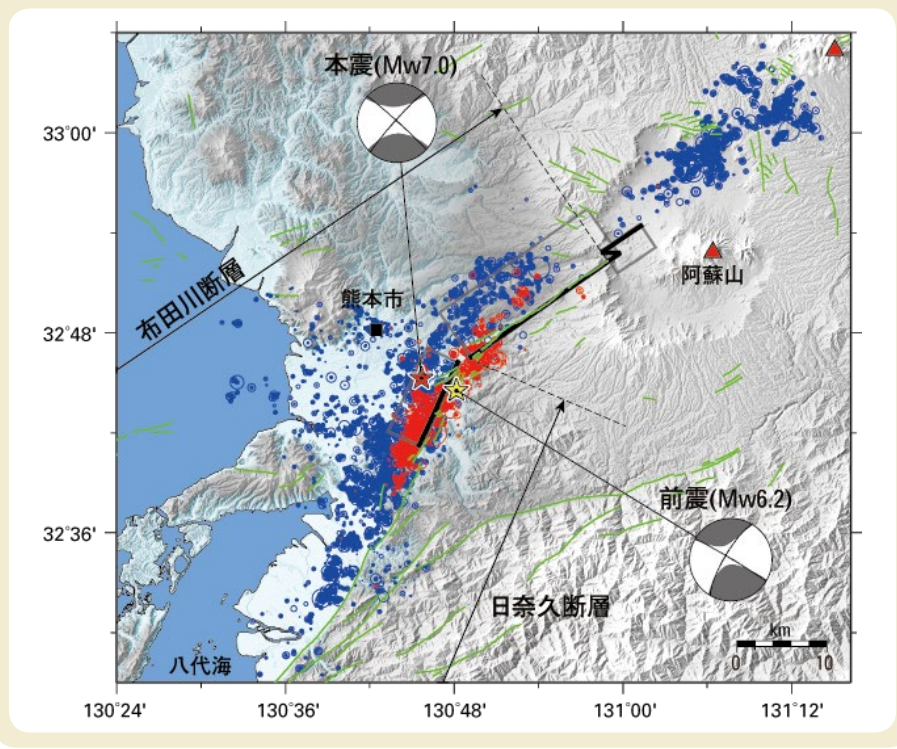 本震(Mw7.0)
33°00'
布田川断層
熊本市
阿蘇山
32°48'
前震(Mw6.2)
32°36'
日奈久断層
km
0 10
八代海
130°24' 130°36' 130°48' 131°00' 131°12'